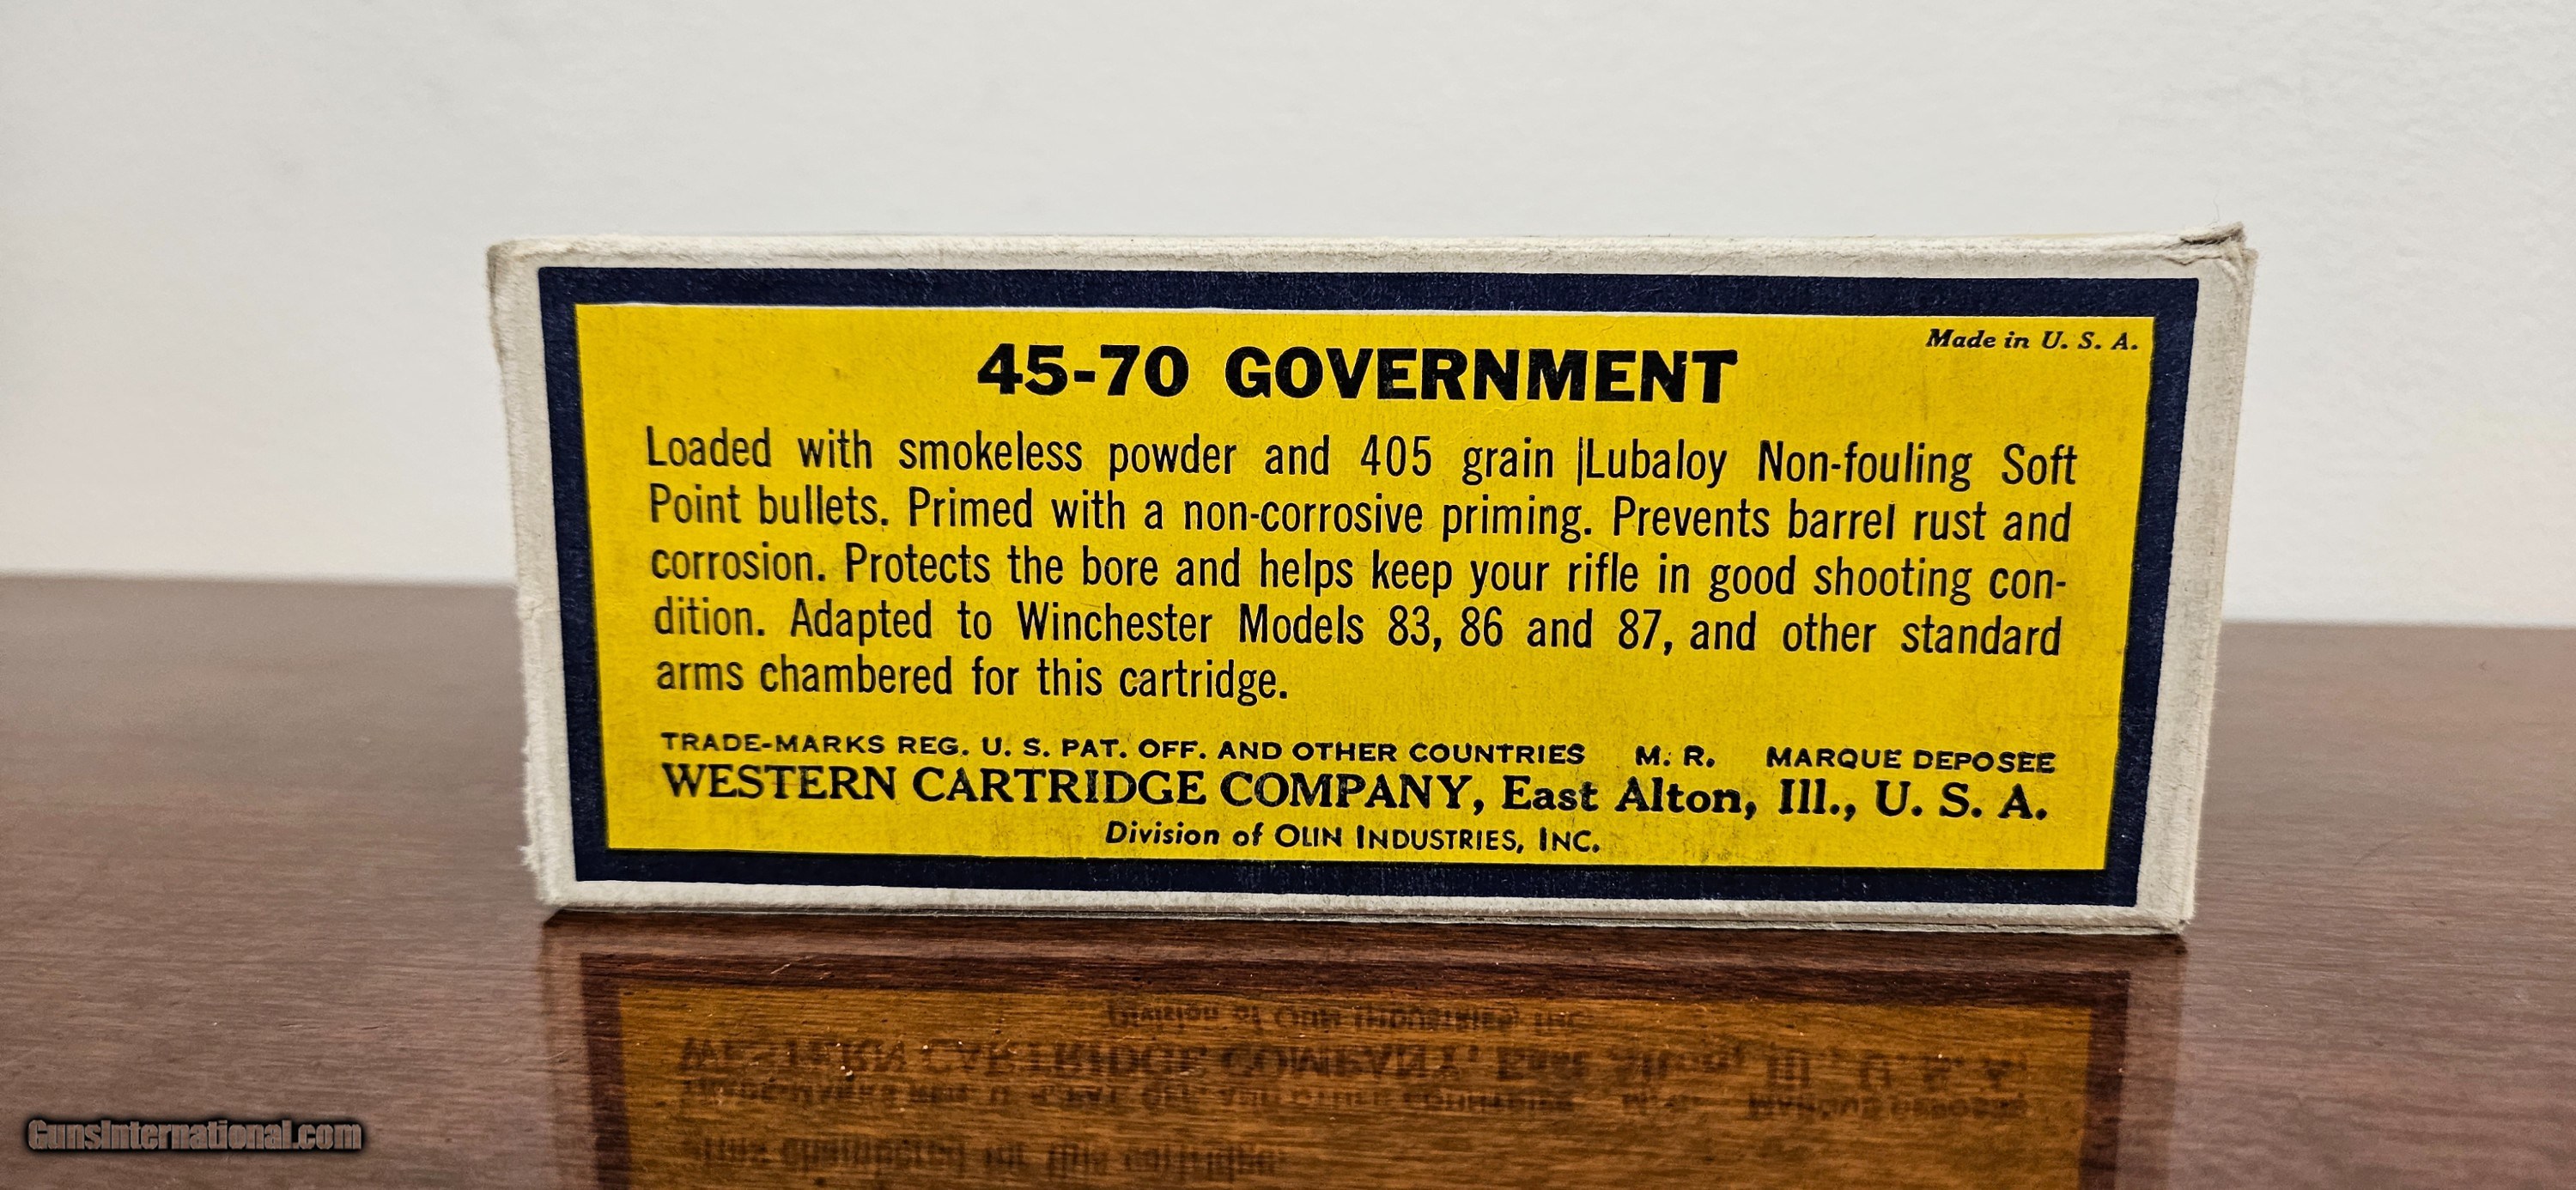 Made in U. S. A.
45-70 GOVERNMENT
Loaded with smokeless powder and 405 grain |Lubaloy Non-fouling Soft
Point bullets. Primed with a non-corrosive priming. Prevents barrel rust and
corrosion. Protects the bore and helps keep your rifle in good shooting con-
dition. Adapted to Winchester Models 83, 86 and 87, and other standard
arms chambered for this cartridge.
TRADE-MARKS REG. U. S. PAT. OFF. AND OTHER COUNTRIES M. R. MARQUE DEPOSEE
WESTERN CARTRIDGE COMPANY, East Alton, Ill., U. S. A.
Division of OLIN INDUSTRIES, INC.
GunsInternational.com